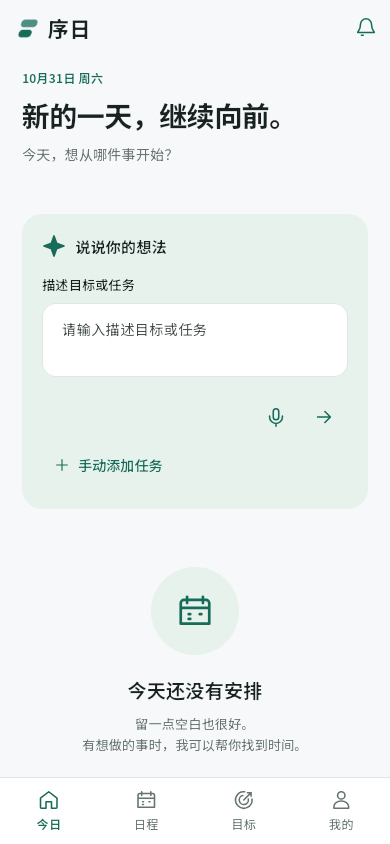 序日
10月31日 周六
新的一天，继续向前。
今天，想从哪件事开始？
说说你的想法
描述目标或任务
请输入描述目标或任务
手动添加任务
今天还没有安排
留一点空白也很好。
有想做的事时，我可以帮你找到时间。
今日
日程
目标
我的